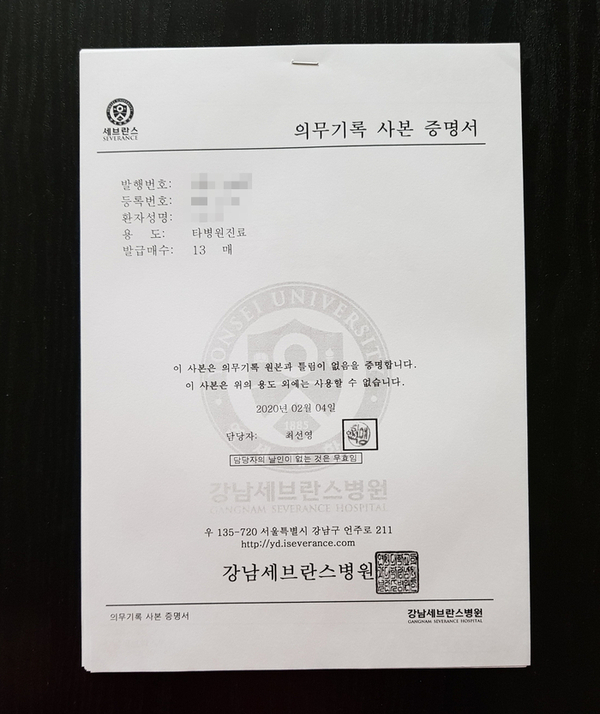 세브란스
SEVERANCE
의무기록 사본 증명서
발행번호:
등록번호:
환자성명:
용 도: 타병원진료
발급매수: 13 매
YONSEI UNIVERSITY
이 사본은 의무기록 원본과 틀림이 없음을 증명합니다.
이 사본은 위의 용도 외에는 사용할 수 없습니다.
1885
2020년 02월 04일
담당자: 최선영
담당자의 날인이 없는 것은 무효임
강남세브란스병원
GANGNAM SEVERANCE HOSPITAL
우 135-720 서울특별시 강남구 언주로 211
http://yd.iseverance.com
강남세브란스병원
의무기록 사본 증명서
강남세브란스병원
GANGNAM SEVERANCE HOSPITAL